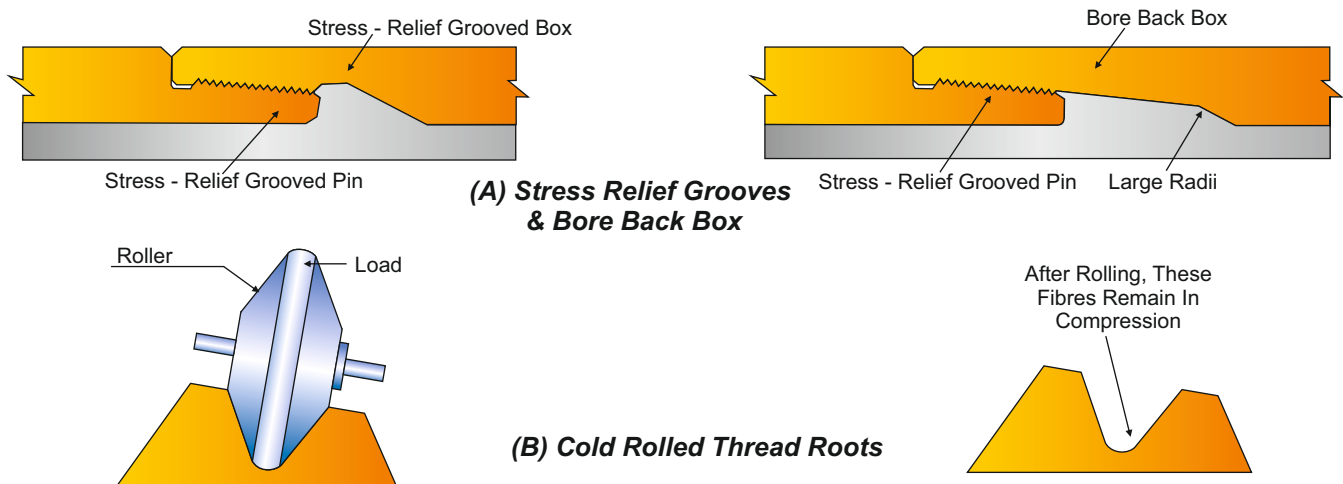 Stress - Relief Grooved Box
Bore Back Box
Stress - Relief Grooved Pin
Stress - Relief Grooved Pin
Large Radii
(A) Stress Relief Grooves
& Bore Back Box
Roller
Load
After Rolling, These
Fibres Remain In
Compression
(B) Cold Rolled Thread Roots